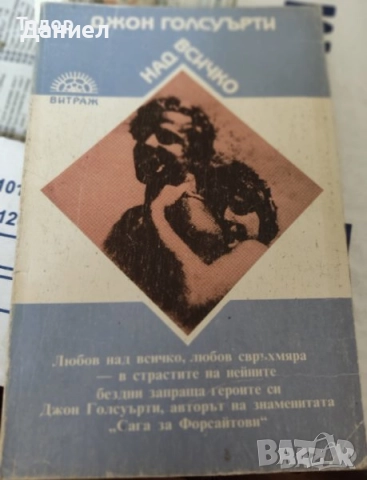 Тодор
Даниел
ДЖОН ГОЛСУЪРТИ
НАД ВСИЧКО
ВИТРАЖ
Любов над всичко, любов свръхмяра
— в страстите на нейните
бездни запраща героите си
Джон Голсуърти, авторът на знаменитата
„Сага за Форсайтови“
bazar